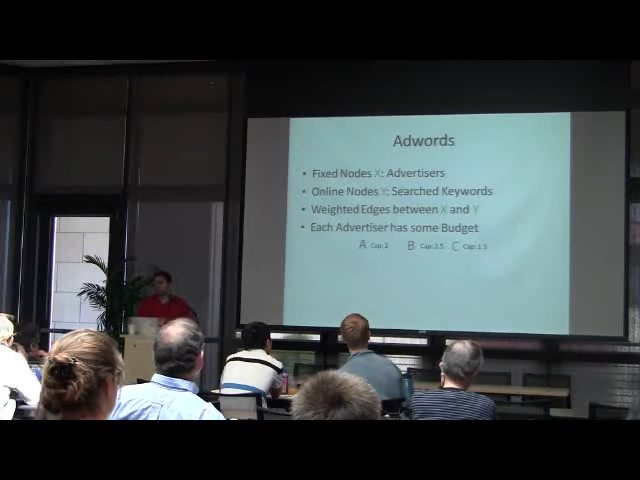 Adwords
• Fixed Nodes X: Advertisers
• Online Nodes Y: Searched Keywords
• Weighted Edges between X and Y
• Each Advertiser has some Budget
A Cap:2 B Cap:2.5 C Cap:1.5